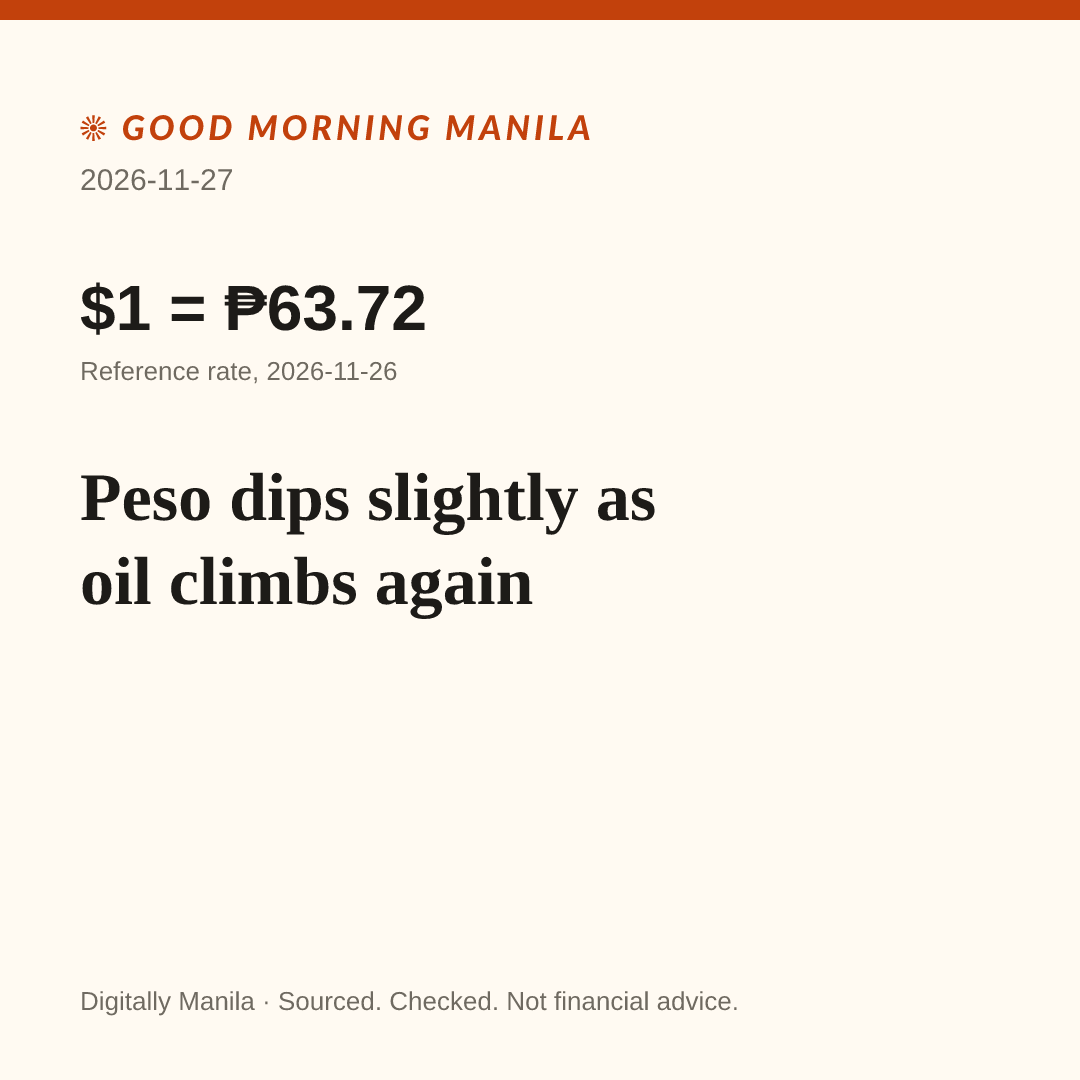 GOOD MORNING MANILA
2026-11-27
$1 = ₱63.72
Reference rate, 2026-11-26
Peso dips slightly as
oil climbs again
Digitally Manila · Sourced. Checked. Not financial advice.